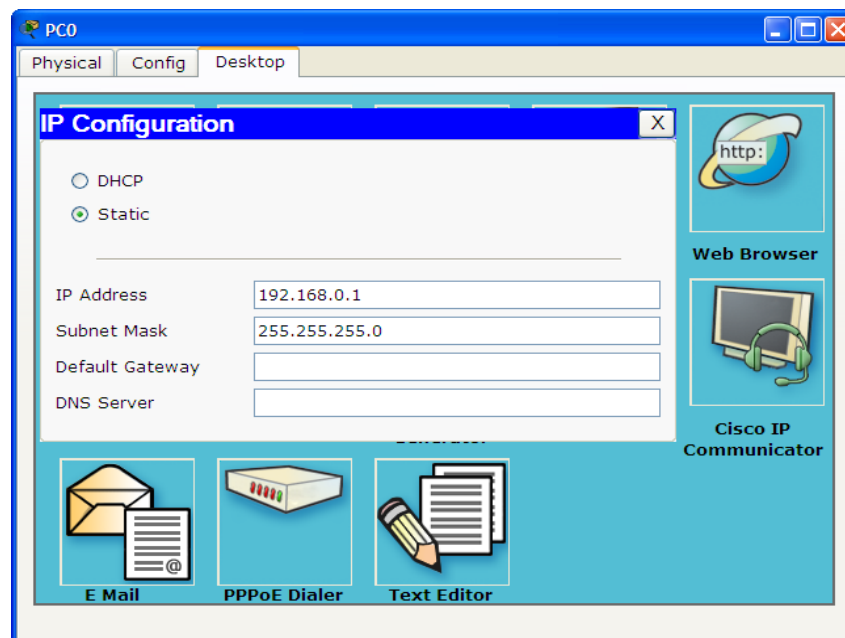 PC0
Physical Config Desktop
IP Configuration X
DHCP
Static
IP Address 192.168.0.1
Subnet Mask 255.255.255.0
Default Gateway
DNS Server
http:
Web Browser
Cisco IP
Communicator
@
E Mail PPPoE Dialer Text Editor